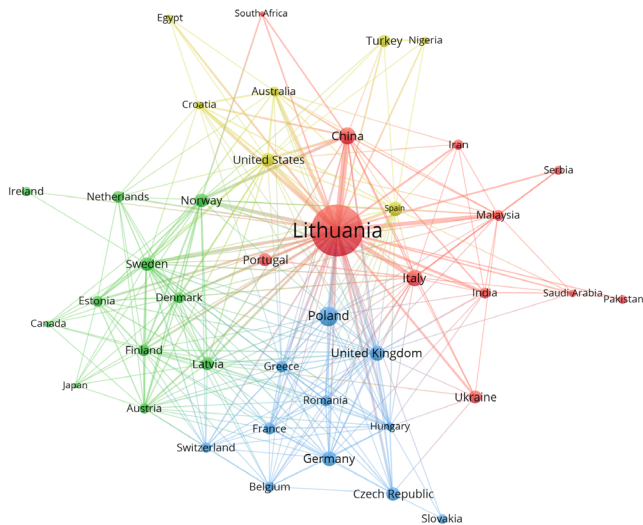 Egypt
South Africa
Turkey
Nigeria
Australia
Croatia
China
Iran
United States
Serbia
Ireland
Netherlands
Norway
Spain
Malaysia
Lithuania
Sweden
Portugal
Italy
Estonia
Denmark
India
Saudi Arabia
Pakistan
Canada
Poland
Finland
Latvia
Greece
United Kingdom
Japan
Austria
Romania
Ukraine
France
Hungary
Switzerland
Germany
Belgium
Czech Republic
Slovakia